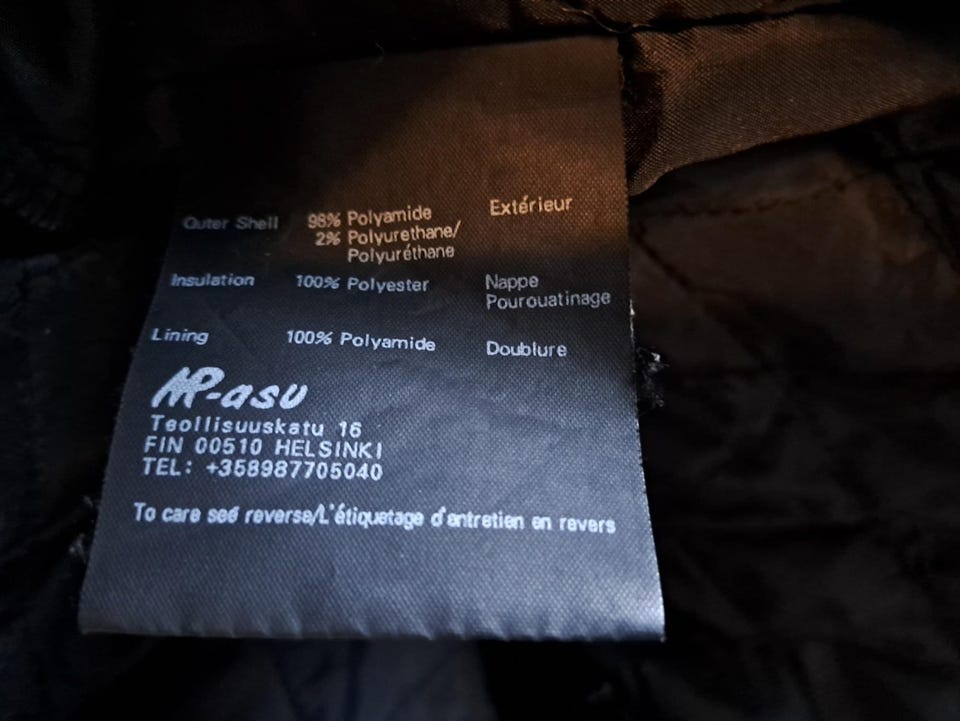 Outer Shell 98% Polyamide Extérieur
2% Polyurethane/
Polyuréthane
Insulation 100% Polyester Nappe
Pourouatinage
Lining 100% Polyamide Doublure
MP-asu
Teollisuuskatu 16
FIN 00510 HELSINKI
TEL: +358987705040
To care see reverse/L'étiquetage d'entretien en revers